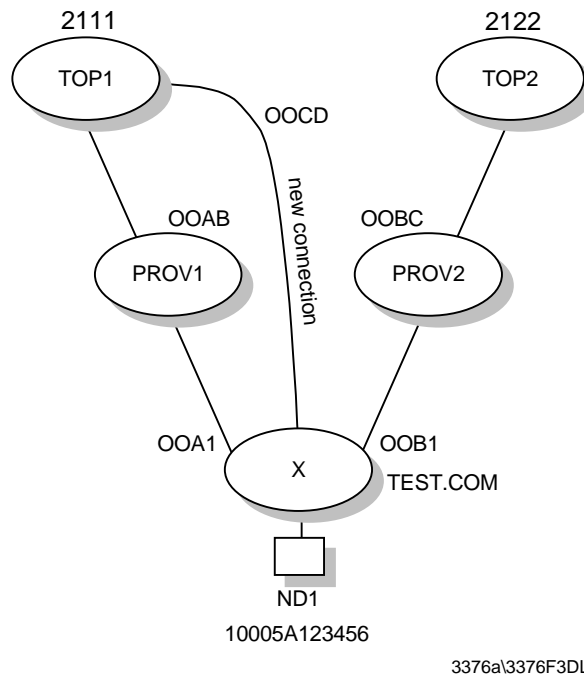 2111
2122
TOP1
TOP2
OOCD
new connection
OOAB
OOBC
PROV1
PROV2
OOA1
OOB1
X
TEST.COM
ND1
10005A123456
3376a\3376F3DL